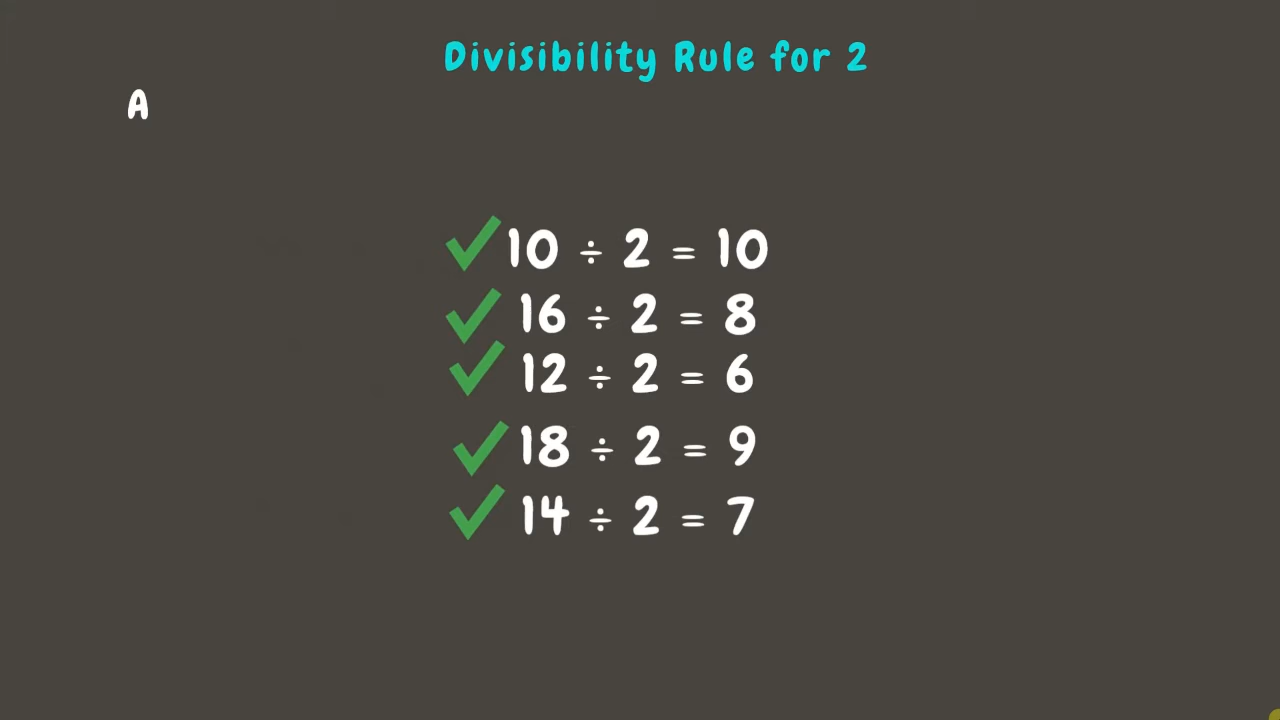 Divisibility Rule for 2
A
10 ÷ 2 = 10
16 ÷ 2 = 8
12 ÷ 2 = 6
18 ÷ 2 = 9
14 ÷ 2 = 7